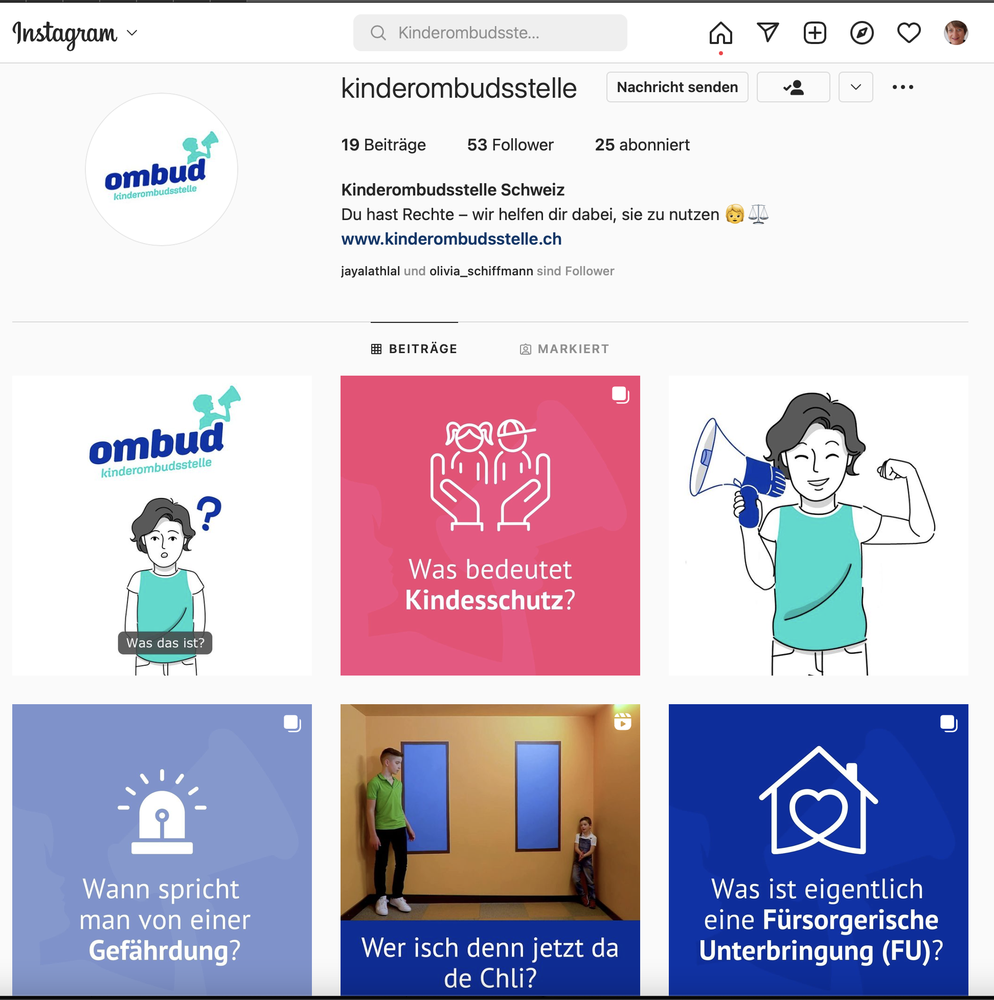 Instagram
Kinderombudsste...
kinderombudsstelle
Nachricht senden
19 Beiträge 53 Follower 25 abonniert
ombud
kinderombudsstelle
Kinderombudsstelle Schweiz
Du hast Rechte – wir helfen dir dabei, sie zu nutzen
www.kinderombudsstelle.ch
jayalathlal und olivia_schiffmann sind Follower
BEITRÄGE MARKIERT
ombud
kinderombudsstelle
?
Was das ist?
Was bedeutet
Kindesschutz?
Wann spricht
man von einer
Gefährdung?
Wer isch denn jetzt da
de Chli?
Was ist eigentlich
eine Fürsorgerische
Unterbringung (FU)?